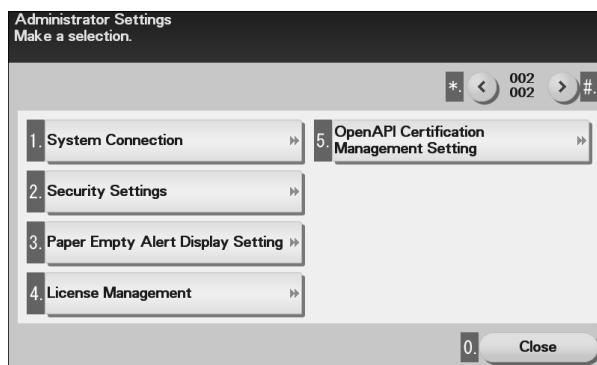 Administrator Settings
Make a selection.
*. 002 #.
002
1. System Connection
2. Security Settings
3. Paper Empty Alert Display Setting
4. License Management
5. OpenAPI Certification
Management Setting
0. Close